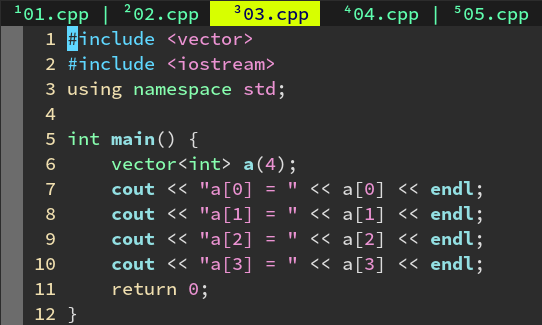 ¹01.cpp | ²02.cpp ³03.cpp ⁴04.cpp | ⁵05.cpp
1 #include <vector>
2 #include <iostream>
3 using namespace std;
4
5 int main() {
6     vector<int> a(4);
7     cout << "a[0] = " << a[0] << endl;
8     cout << "a[1] = " << a[1] << endl;
9     cout << "a[2] = " << a[2] << endl;
10     cout << "a[3] = " << a[3] << endl;
11     return 0;
12 }